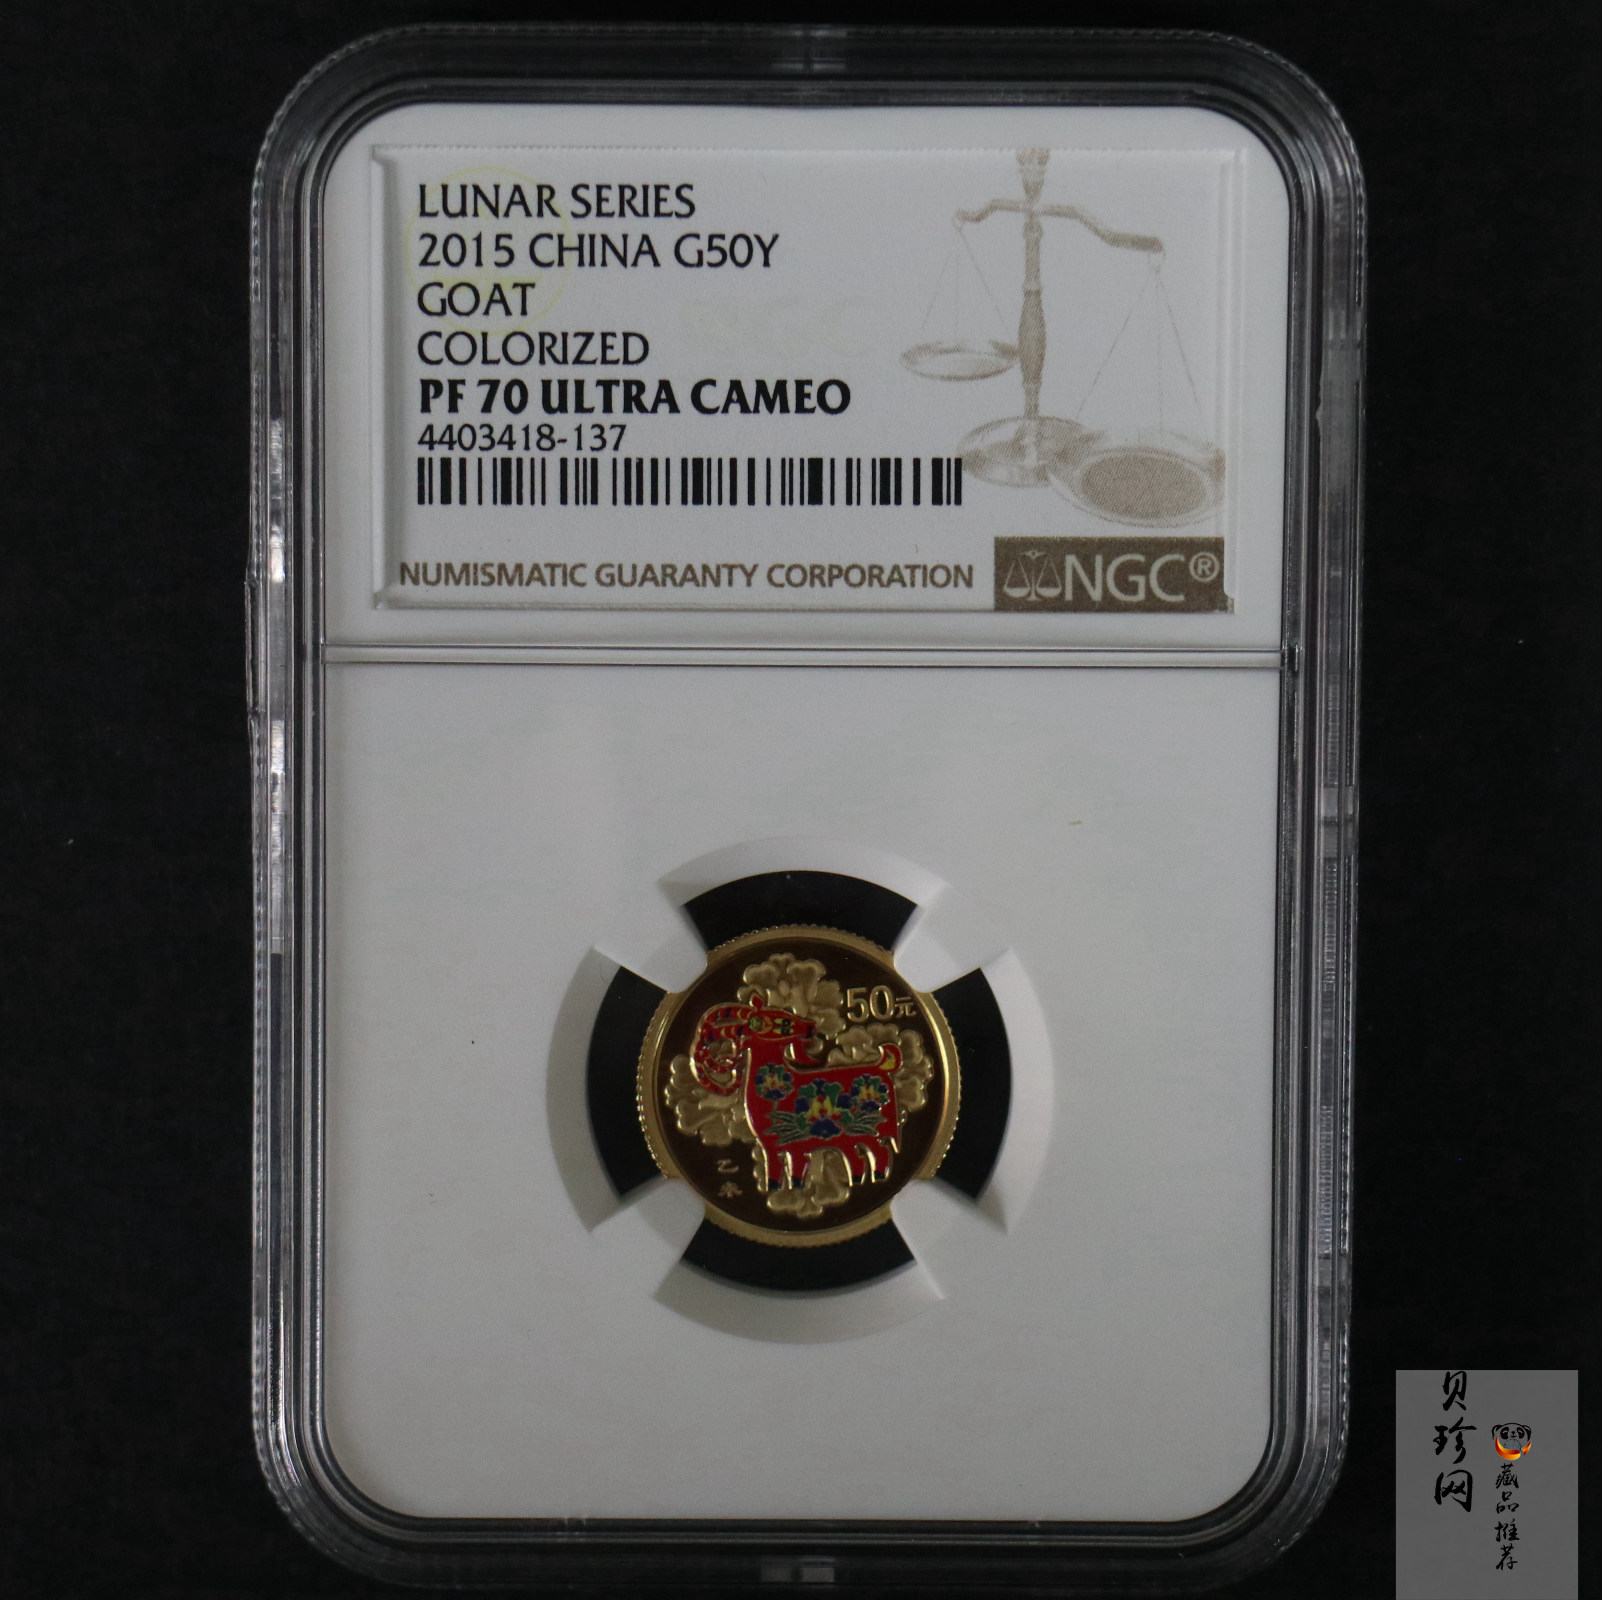 LUNAR SERIES
2015 CHINA G50Y
GOAT
COLORIZED
PF 70 ULTRA CAMEO
4403418-137
NUMISMATIC GUARANTY CORPORATION
NGC®
50元
乙
未
贝珍网
藏品推荐